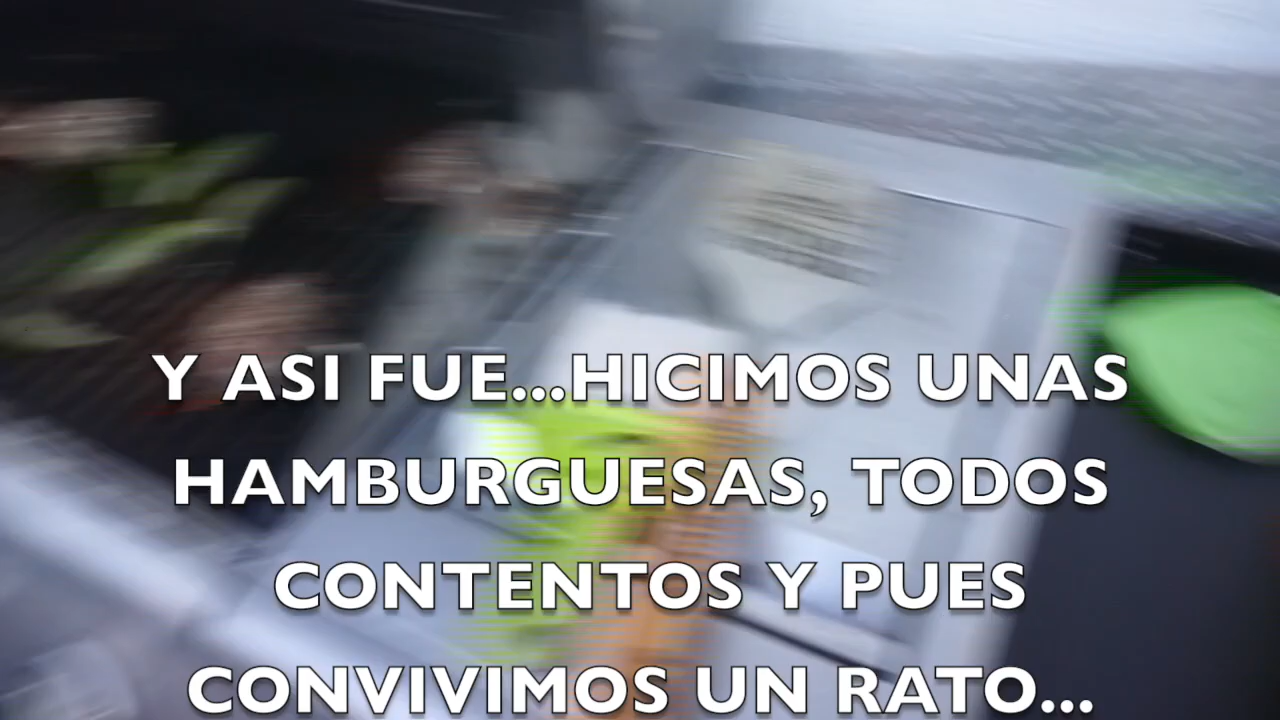 Y ASI FUE...HICIMOS UNAS
HAMBURGUESAS, TODOS
CONTENTOS Y PUES
CONVIVIMOS UN RATO...